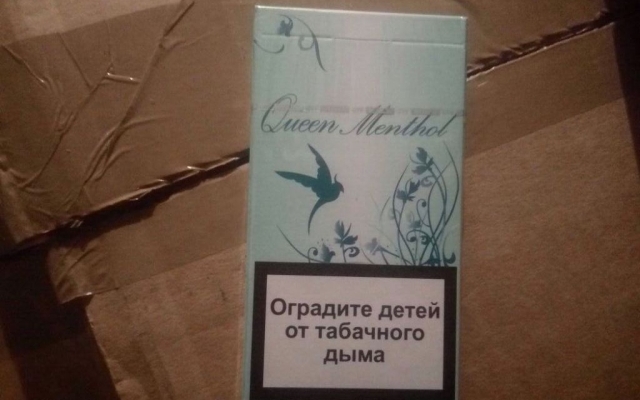 Queen Menthol
Оградите детей
от табачного
дыма